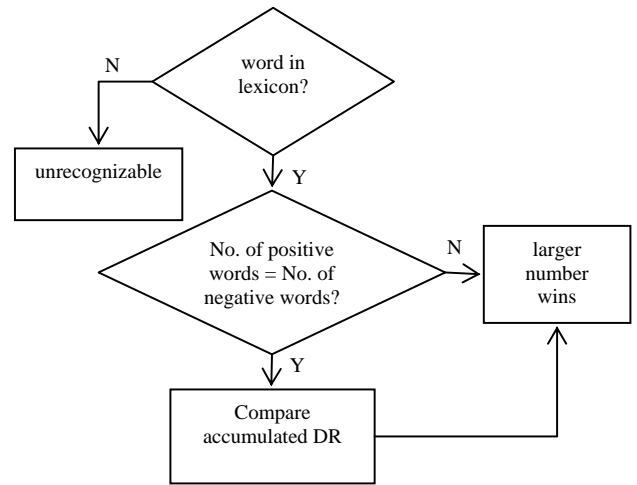 word in
lexicon?
N
unrecognizable
Y
No. of positive
words = No. of
negative words?
N
larger
number
wins
Y
Compare
accumulated DR